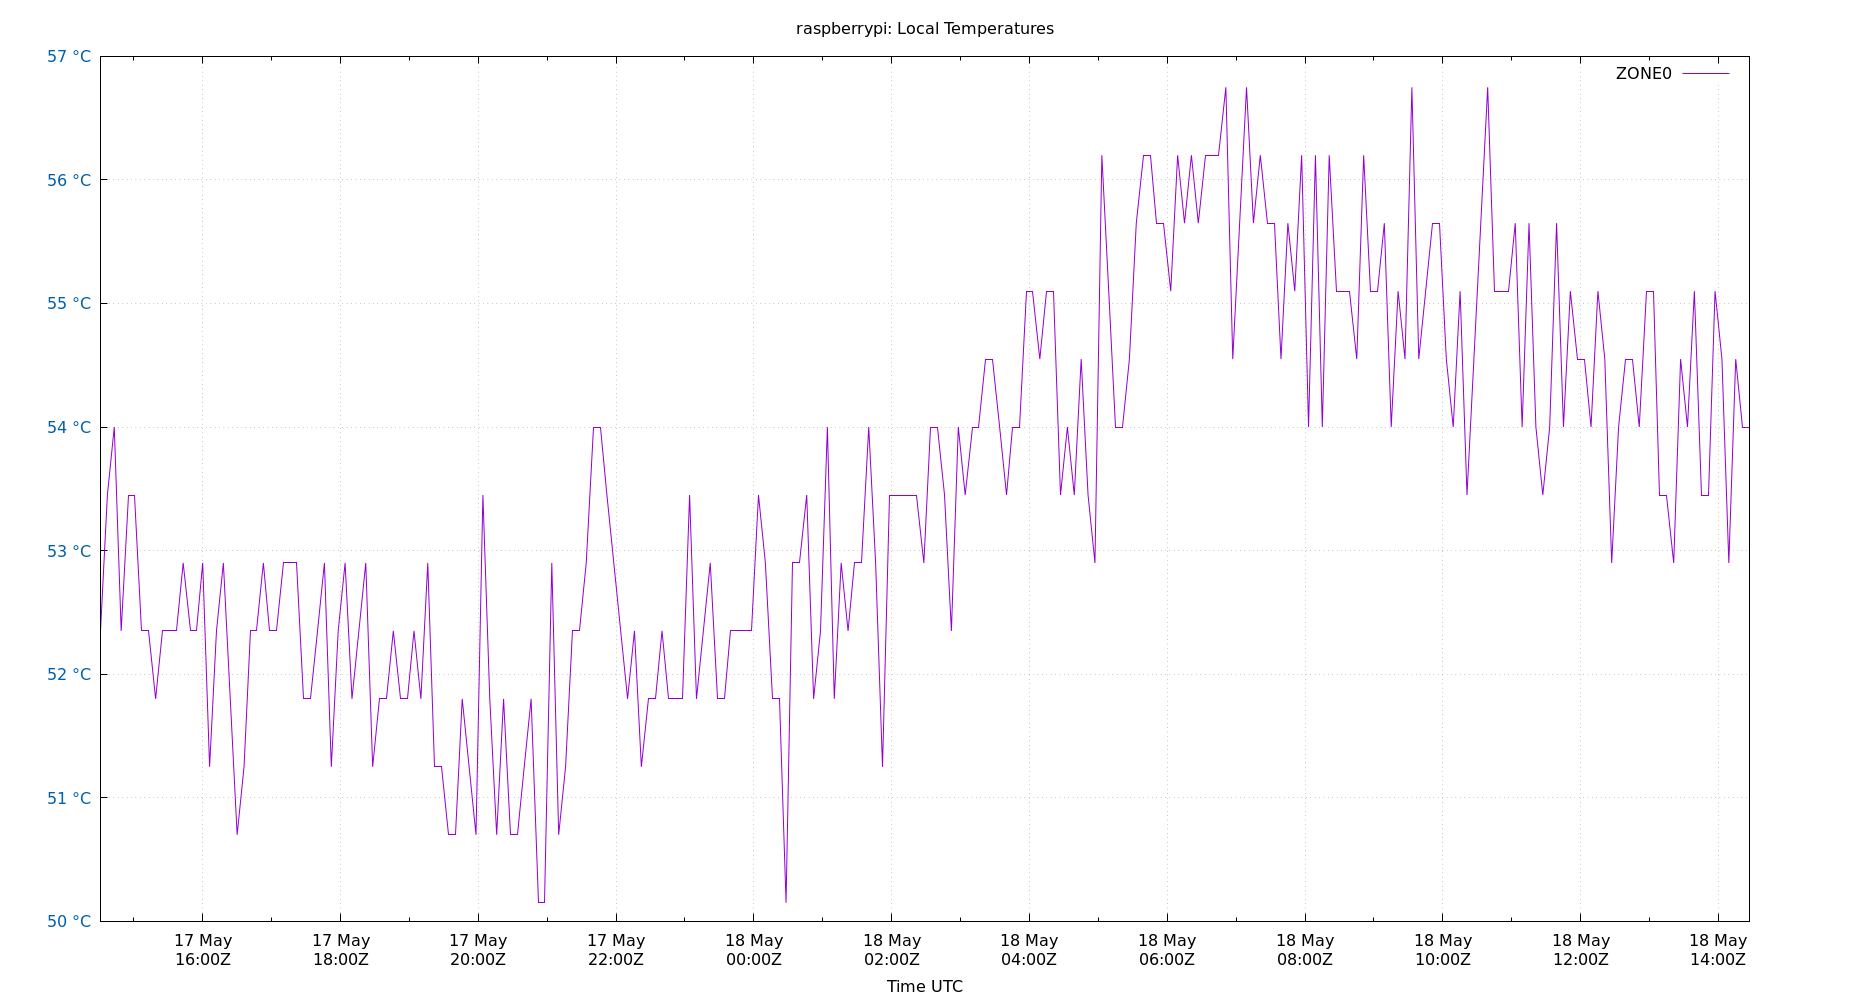 raspberrypi: Local Temperatures
ZONE0
57 °C
56 °C
55 °C
54 °C
53 °C
52 °C
51 °C
50 °C
17 May 17 May 17 May 17 May 18 May 18 May 18 May 18 May 18 May 18 May 18 May 18 May
16:00Z 18:00Z 20:00Z 22:00Z 00:00Z 02:00Z 04:00Z 06:00Z 08:00Z 10:00Z 12:00Z 14:00Z
Time UTC